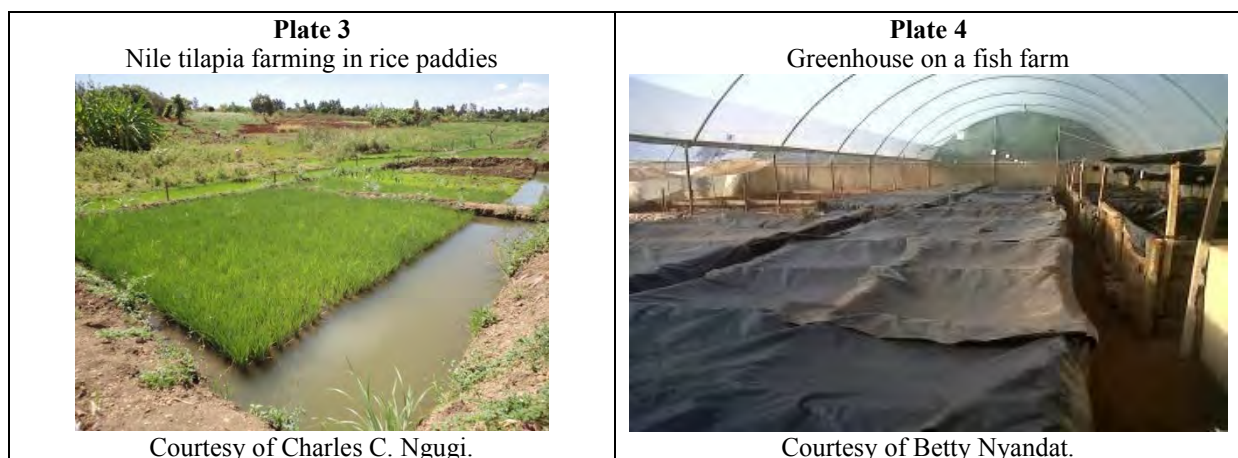 Plate 3
Nile tilapia farming in rice paddies
Courtesy of Charles C. Ngugi.
Plate 4
Greenhouse on a fish farm
Courtesy of Betty Nyandat.